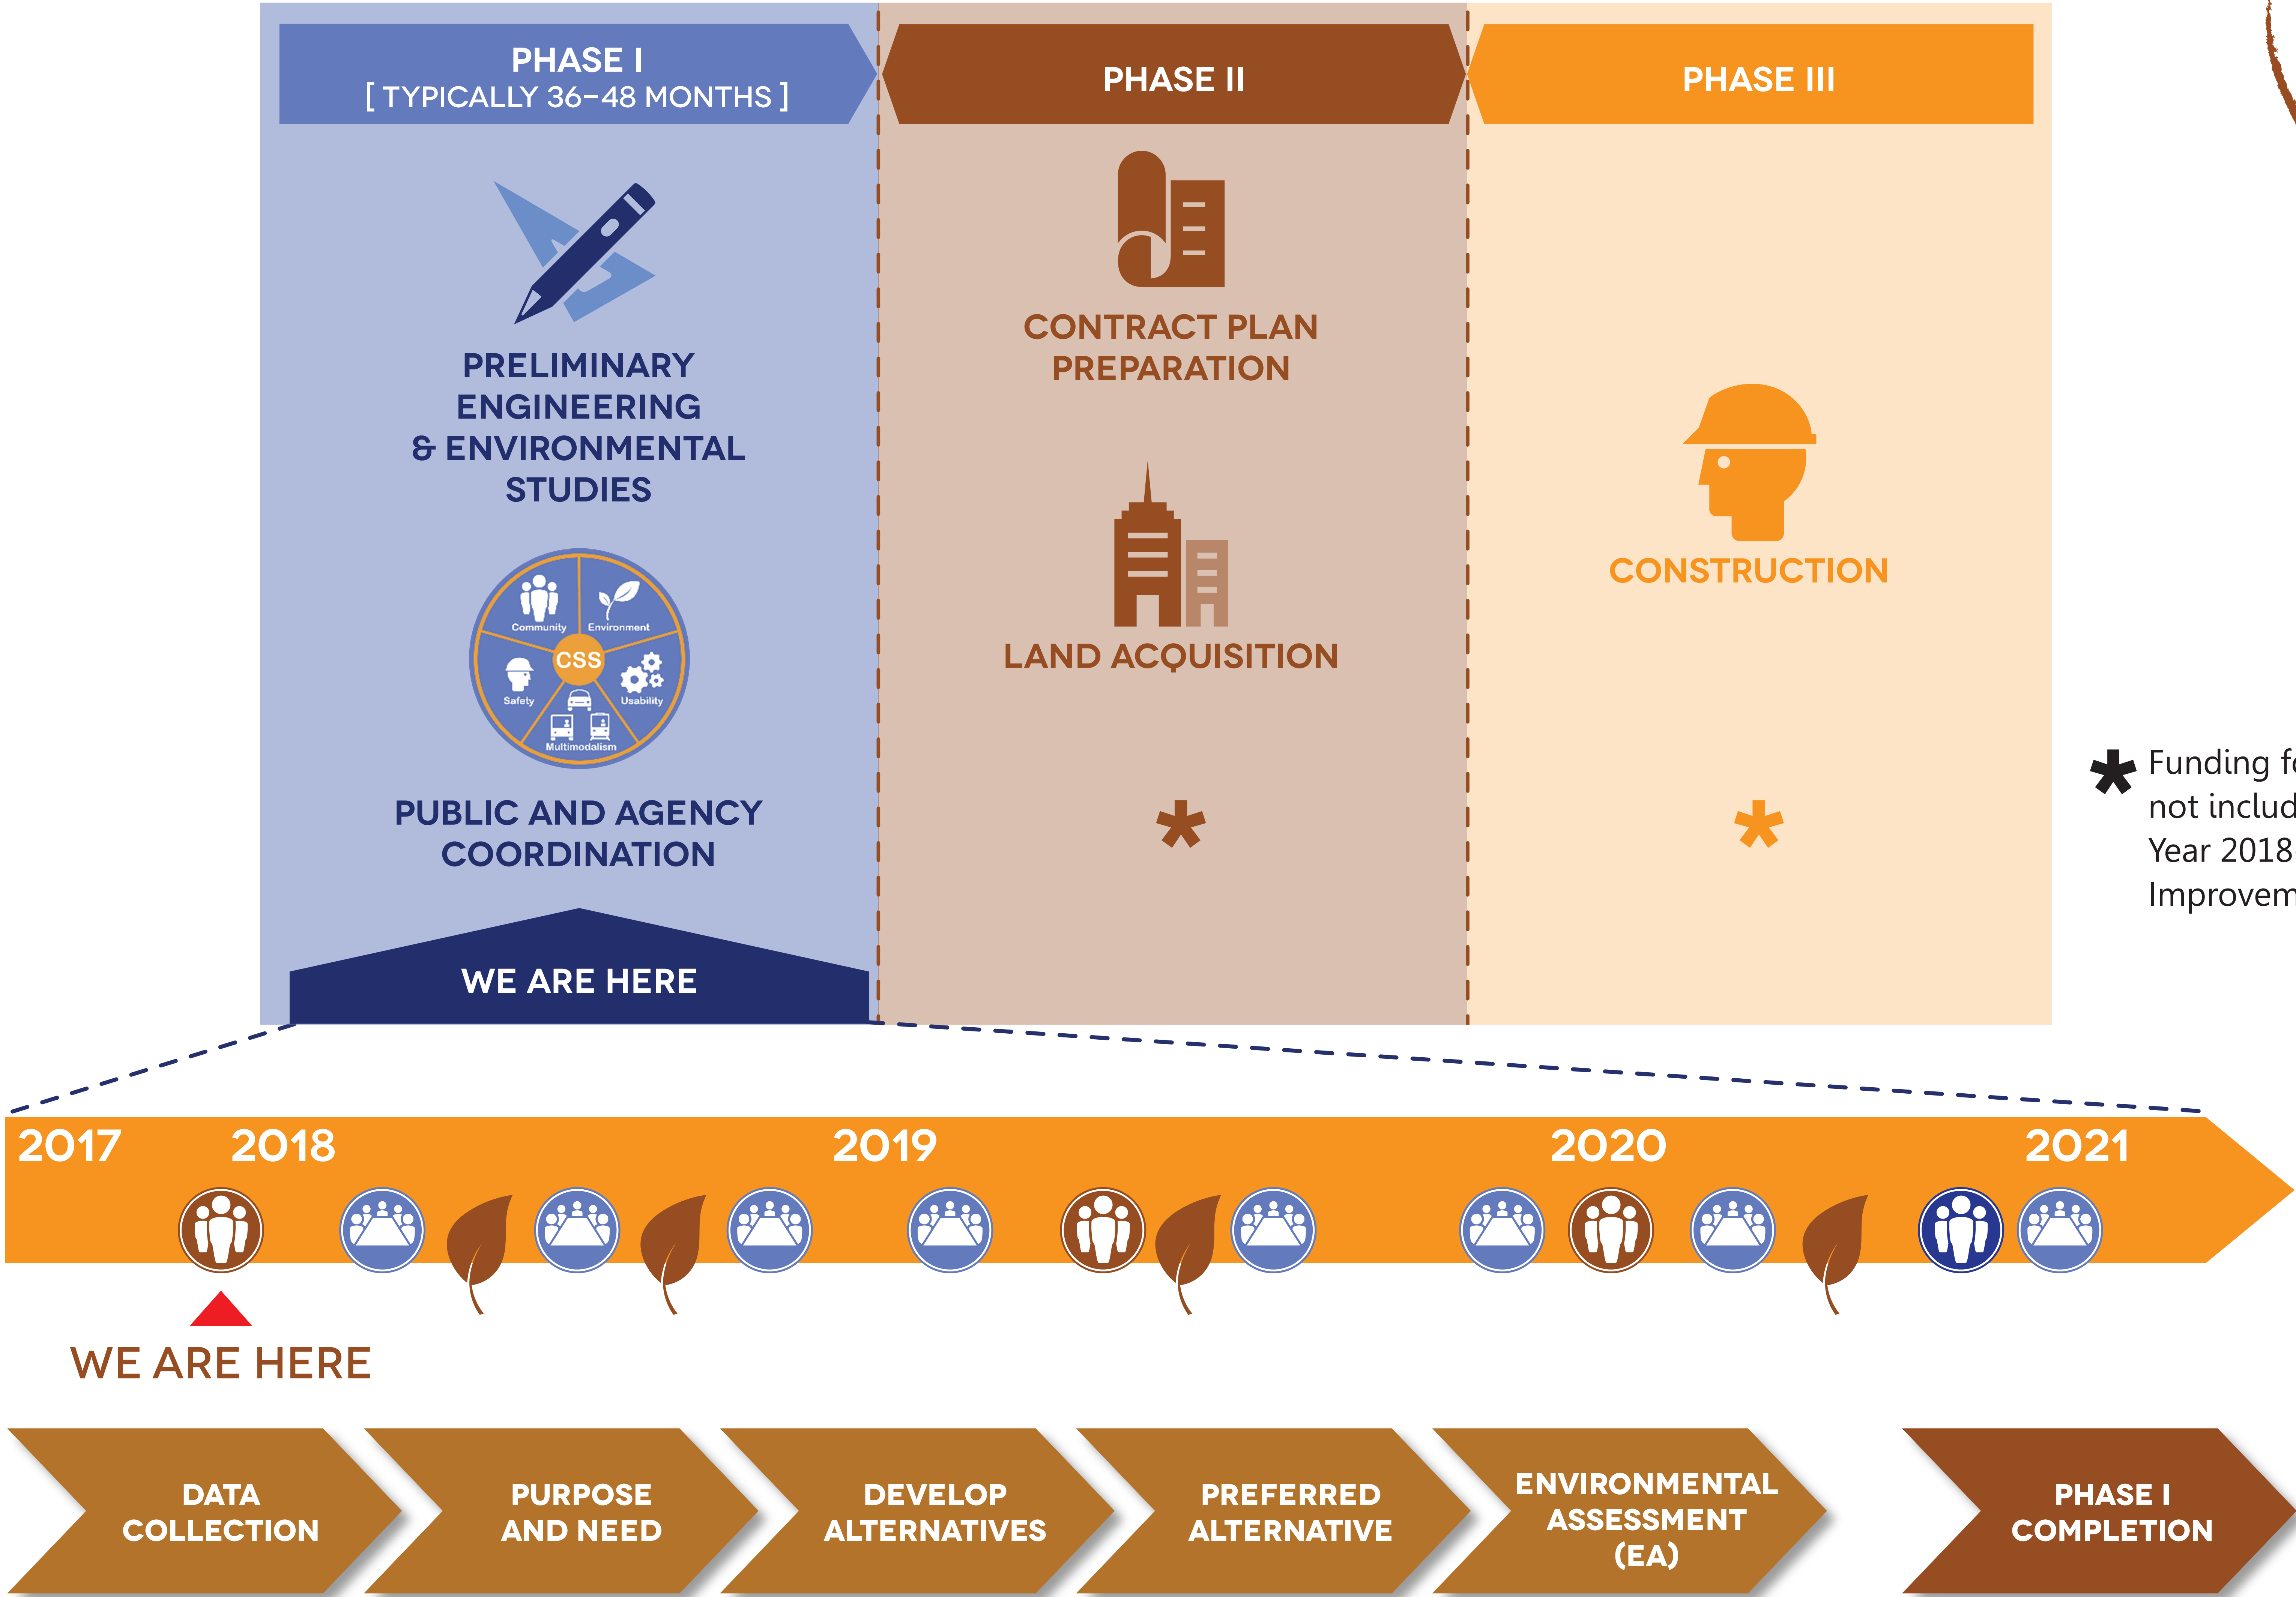 PHASE I
[ TYPICALLY 36–48 MONTHS ]
PHASE II
PHASE III
PRELIMINARY
ENGINEERING
& ENVIRONMENTAL
STUDIES
Community
Environment
CSS
Safety
Usability
Multimodalism
PUBLIC AND AGENCY
COORDINATION
WE ARE HERE
CONTRACT PLAN
PREPARATION
LAND ACQUISITION
*
CONSTRUCTION
*
* Funding
not
Year 2018
2017 2018 2019 2020 2021
WE ARE HERE
DATA
COLLECTION
PURPOSE
AND NEED
DEVELOP
ALTERNATIVES
PREFERRED
ALTERNATIVE
ENVIRONMENTAL
ASSESSMENT
(EA)
PHASE I
COMPLETION